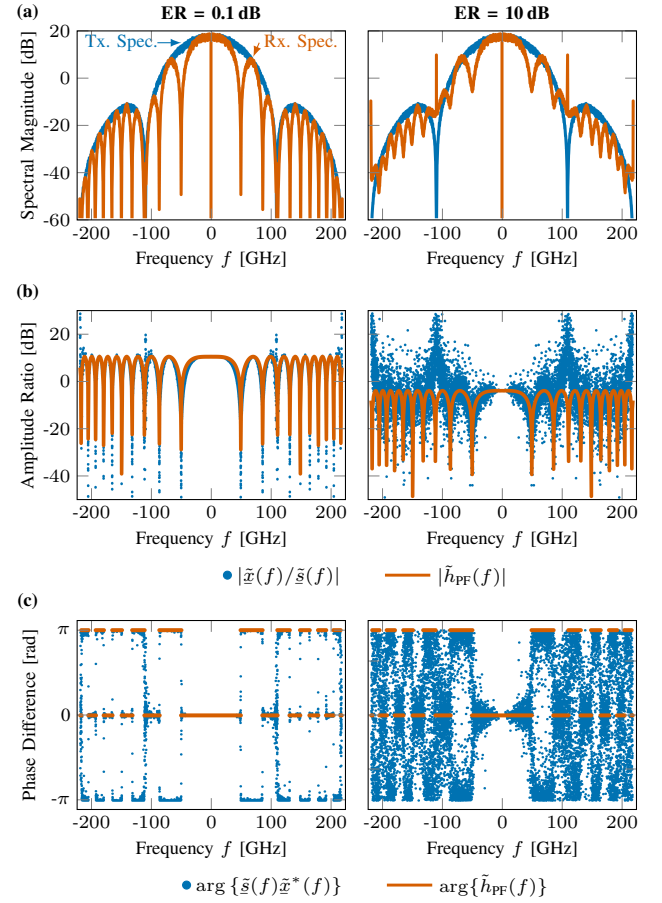 (a) ER = 0.1 dB ER = 10 dB
Spectral Magnitude [dB]
20
0
-20
-40
-60
Tx. Spec. Rx. Spec.
-200 -100 0 100 200 -200 -100 0 100 200
Frequency f [GHz] Frequency f [GHz]
(b)
Amplitude Ratio [dB]
20
0
-20
-40
-200 -100 0 100 200 -200 -100 0 100 200
Frequency f [GHz] Frequency f [GHz]
|x̰̃(f)/s̰̃(f)| |h̃PF(f)|
(c)
Phase Difference [rad]
π
0
-π
-200 -100 0 100 200 -200 -100 0 100 200
Frequency f [GHz] Frequency f [GHz]
arg {s̰̃(f)x̰̃*(f)} arg{h̃PF(f)}